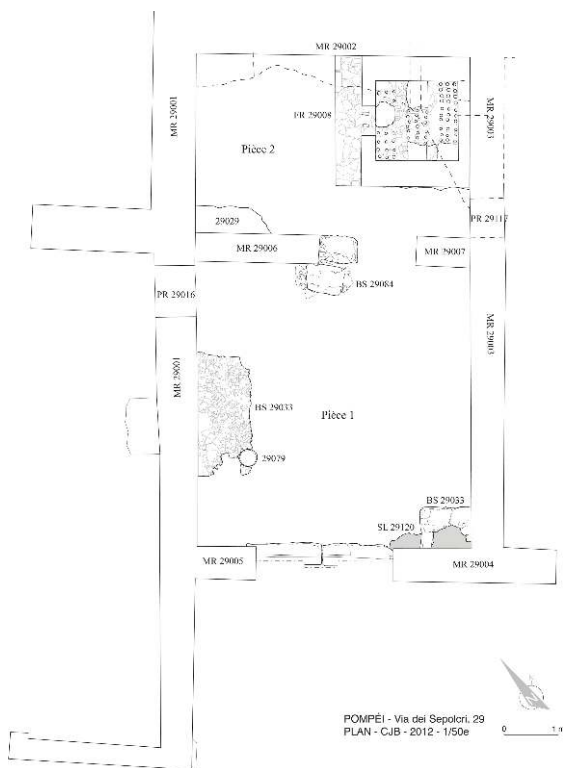 MR 29002
MR 29001
FR 29008
MR 29003
Pièce 2
29029
PR 29117
MR 29006
MR 29007
BS 29084
PR 29016
MR 29001
MR 29003
BS 29033
Pièce 1
29079
BS 29033
SL 29120
MR 29005
MR 29004
POMPÉI - Via dei Sepolcri, 29
PLAN - CJB - 2012 - 1/50e
0 1 m